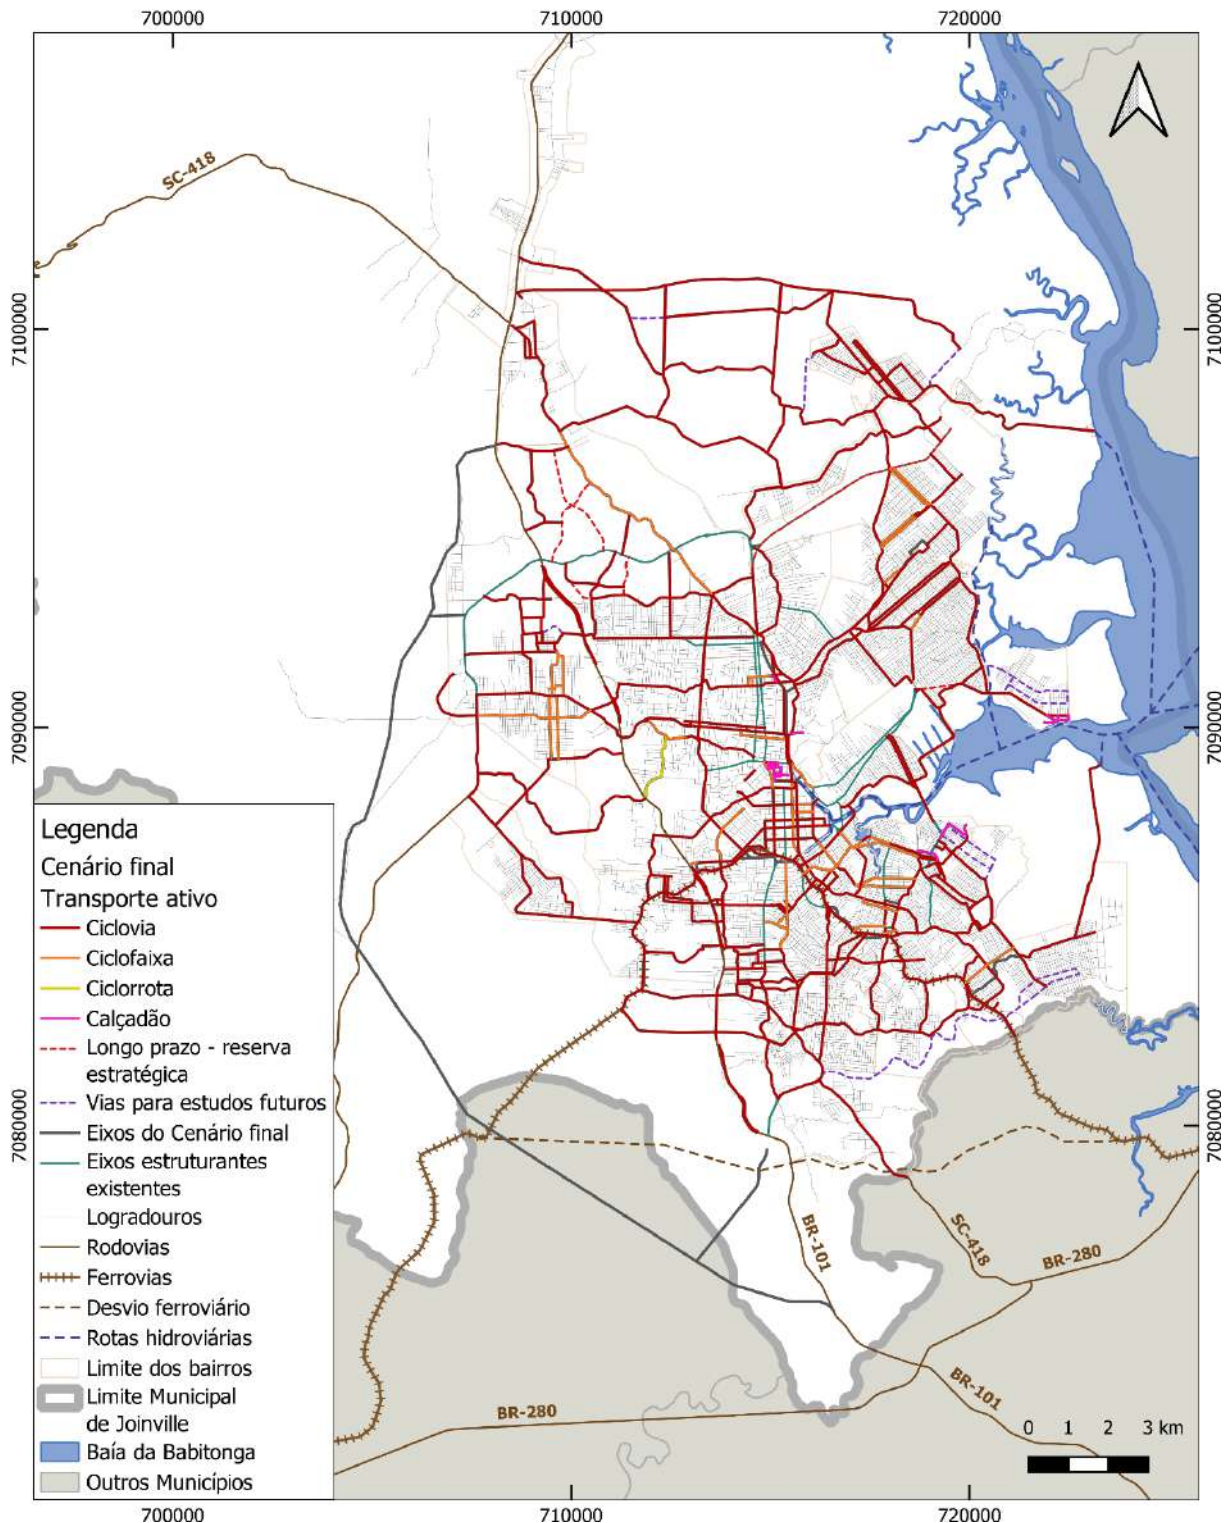 700000 710000 720000
SC-418
7100000 7100000
7090000 7090000
Legenda
Cenário final
Transporte ativo
Ciclovia
Ciclofaixa
Ciclorrota
Calçadão
Longo prazo - reserva
estratégica
Vias para estudos futuros
Eixos do Cenário final
Eixos estruturantes
existentes
Logradouros
Rodovias
Ferrovias
Desvio ferroviário
Rotas hidroviárias
Limite dos bairros
Limite Municipal
de Joinville
Baía da Babitonga
Outros Municípios
7080000 7080000
BR-101
SC-418
BR-280
BR-101
BR-280
0 1 2 3 km
700000 710000 720000